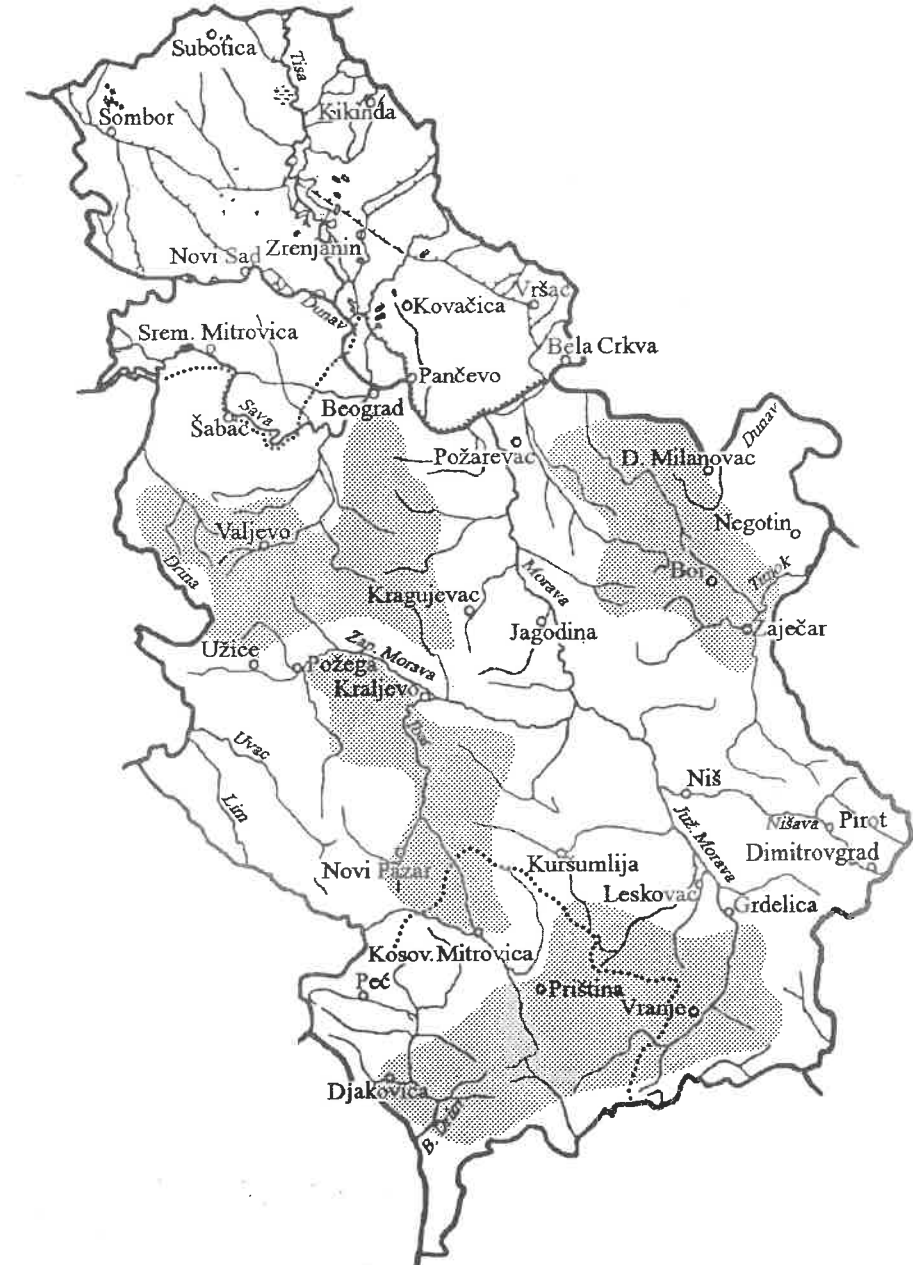 Subotica
Tisa
Kikinda
Sombor
Novi Sad
Zrenjanin
Dunav
Kovačica
Vršac
Srem. Mitrovica
Bela Crkva
Pančevo
Beograd
Sava
Šabac
Dunav
Požarevac
D. Milanovac
Negotin
Valjevo
Drina
Morava
Bor
Timok
Kragujevac
Jagodina
Zaječar
Užice
Požega
Zap. Morava
Kraljevo
Ibar
Uvac
Lim
Niš
Juž. Morava
Nišava
Pirot
Dimitrovgrad
Novi Pazar
Kursumlija
Leskovac
Grdelica
Kosov. Mitrovica
Peć
Priština
Vranje
Djakovica
B. Drim